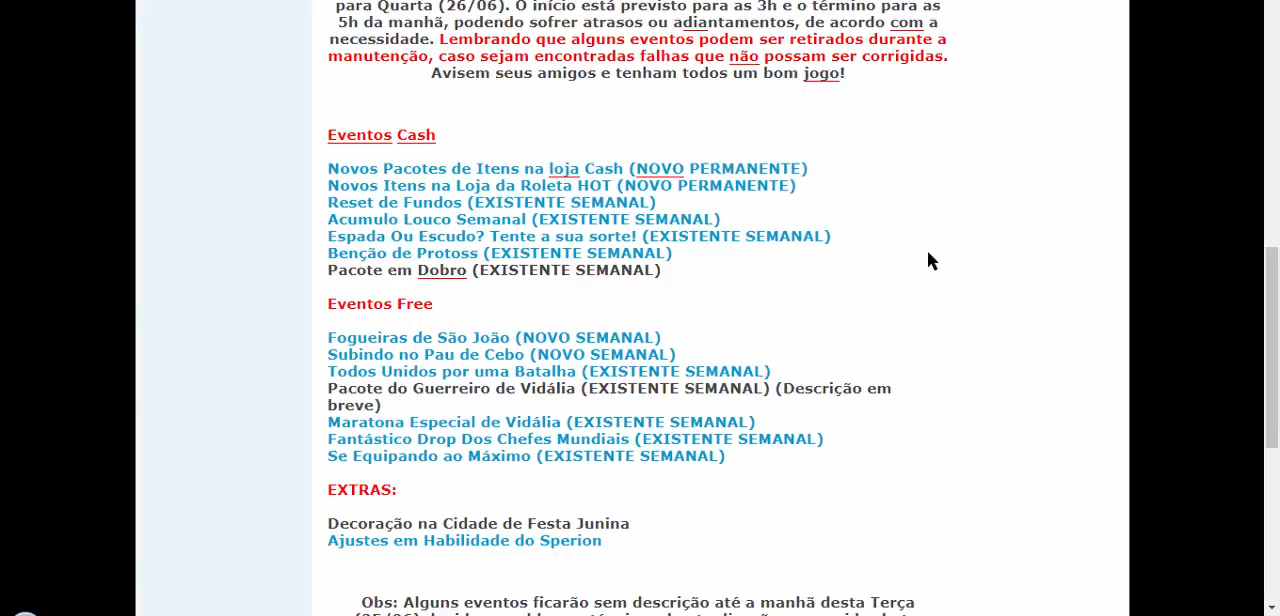 para Quarta (26/06). O início está previsto para as 3h e o término para as
5h da manhã, podendo sofrer atrasos ou adiantamentos, de acordo com a
necessidade. Lembrando que alguns eventos podem ser retirados durante a
manutenção, caso sejam encontradas falhas que não possam ser corrigidas.
Avisem seus amigos e tenham todos um bom jogo!
Eventos Cash
Novos Pacotes de Itens na loja Cash (NOVO PERMANENTE)
Novos Itens na Loja da Roleta HOT (NOVO PERMANENTE)
Reset de Fundos (EXISTENTE SEMANAL)
Acumulo Louco Semanal (EXISTENTE SEMANAL)
Espada Ou Escudo? Tente a sua sorte! (EXISTENTE SEMANAL)
Benção de Protoss (EXISTENTE SEMANAL)
Pacote em Dobro (EXISTENTE SEMANAL)
Eventos Free
Fogueiras de São João (NOVO SEMANAL)
Subindo no Pau de Cebo (NOVO SEMANAL)
Todos Unidos por uma Batalha (EXISTENTE SEMANAL)
Pacote do Guerreiro de Vidália (EXISTENTE SEMANAL) (Descrição em
breve)
Maratona Especial de Vidália (EXISTENTE SEMANAL)
Fantástico Drop Dos Chefes Mundiais (EXISTENTE SEMANAL)
Se Equipando ao Máximo (EXISTENTE SEMANAL)
EXTRAS:
Decoração na Cidade de Festa Junina
Ajustes em Habilidade do Sperion
Obs: Alguns eventos ficarão sem descrição até a manhã desta Terça